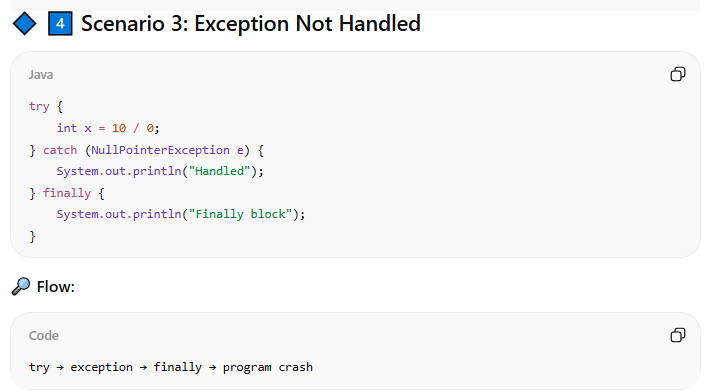 🔷 4️⃣ Scenario 3: Exception Not Handled
Java
try {
    int x = 10 / 0;
} catch (NullPointerException e) {
    System.out.println("Handled");
} finally {
    System.out.println("Finally block");
}
🔎 Flow:
Code
try → exception → finally → program crash